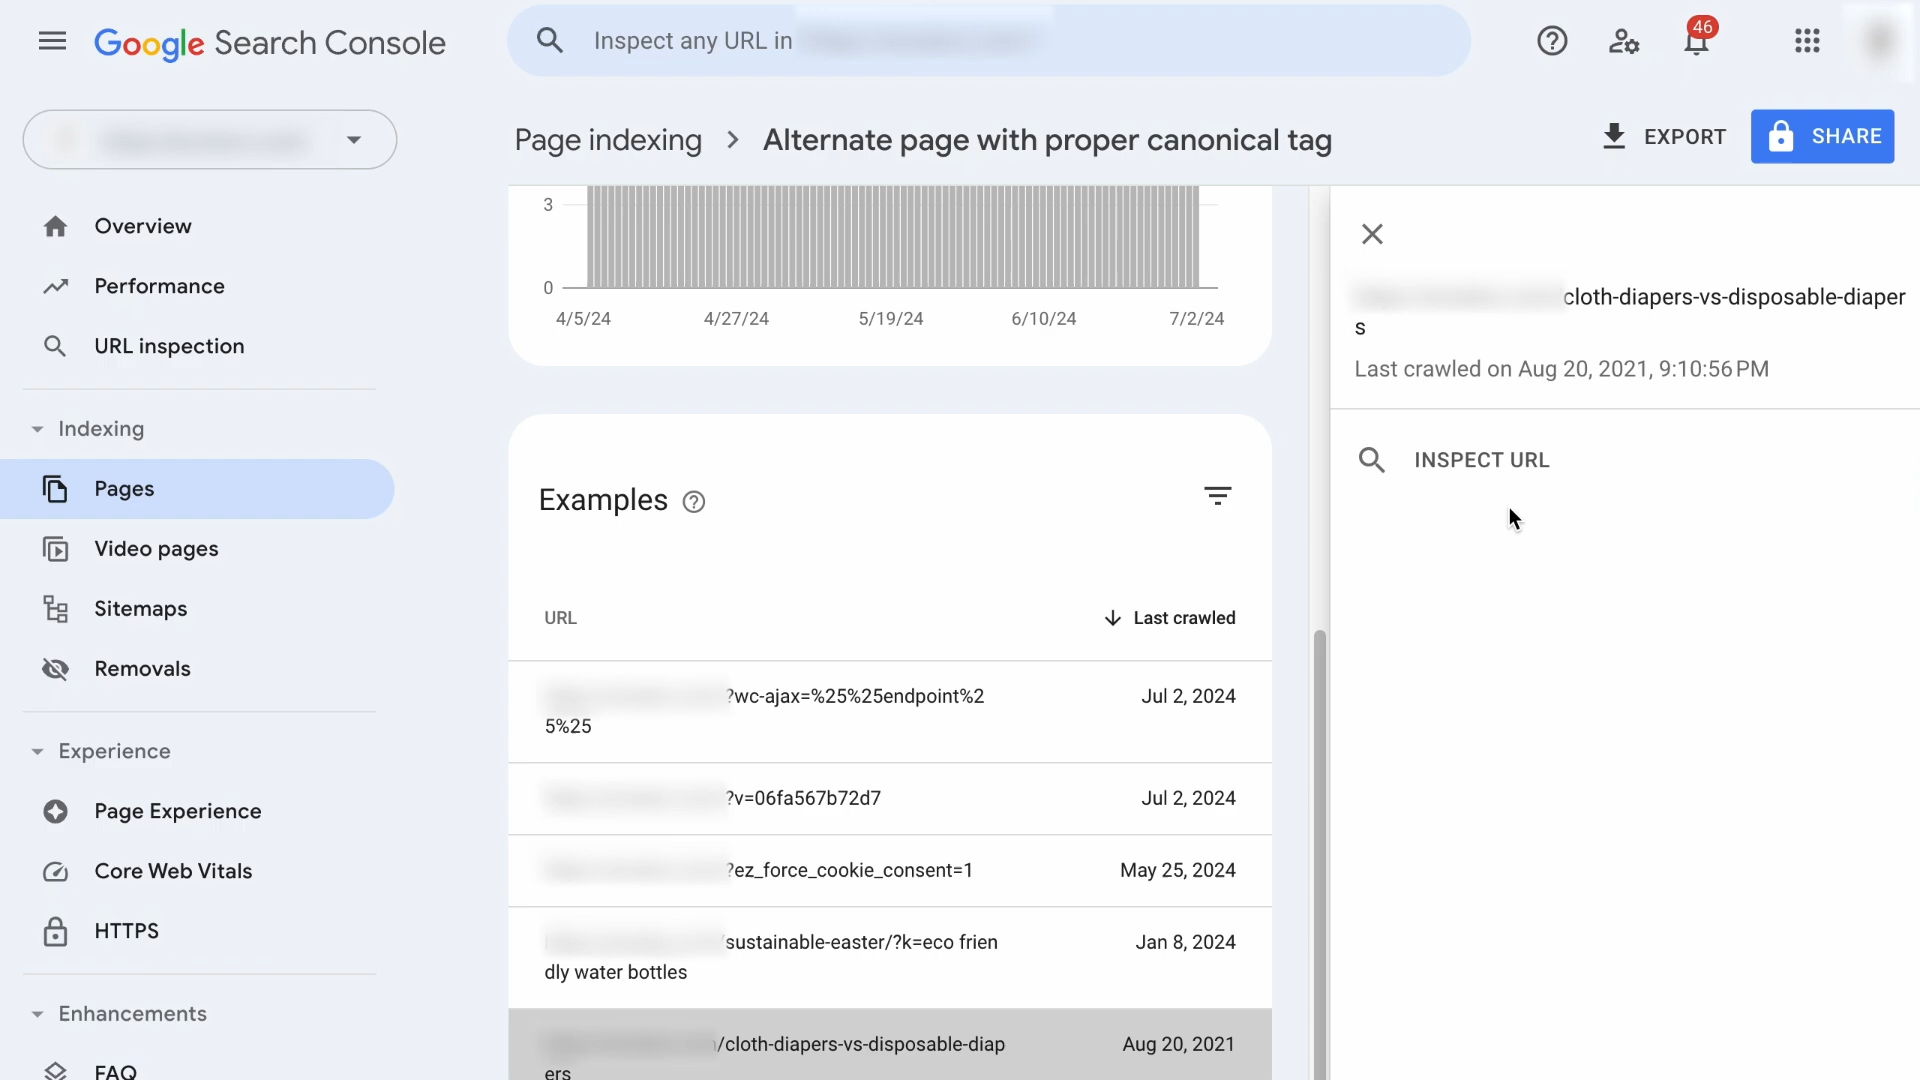 Google Search Console
Inspect any URL in
46
Page indexing > Alternate page with proper canonical tag
EXPORT
SHARE
Overview
Performance
URL inspection
Indexing
Pages
Video pages
Sitemaps
Removals
Experience
Page Experience
Core Web Vitals
HTTPS
Enhancements
FAQ
3
0
4/5/24 4/27/24 5/19/24 6/10/24 7/2/24
Examples
URL Last crawled
?wc-ajax=%25%25endpoint%2 Jul 2, 2024
5%25
?v=06fa567b72d7 Jul 2, 2024
?ez_force_cookie_consent=1 May 25, 2024
/sustainable-easter/?k=eco frien Jan 8, 2024
dly water bottles
/cloth-diapers-vs-disposable-diap Aug 20, 2021
ers
cloth-diapers-vs-disposable-diaper
s
Last crawled on Aug 20, 2021, 9:10:56 PM
INSPECT URL